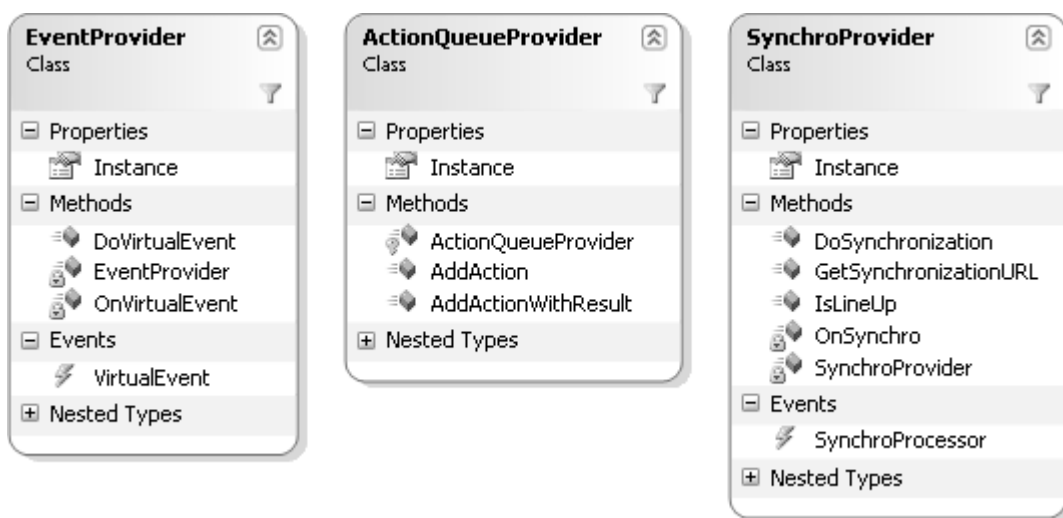 EventProvider
Class
Properties
Instance
Methods
DoVirtualEvent
EventProvider
OnVirtualEvent
Events
VirtualEvent
Nested Types
ActionQueueProvider
Class
Properties
Instance
Methods
ActionQueueProvider
AddAction
AddActionWithResult
Nested Types
SynchroProvider
Class
Properties
Instance
Methods
DoSynchronization
GetSynchronizationURL
IsLineUp
OnSynchro
SynchroProvider
Events
SynchroProcessor
Nested Types